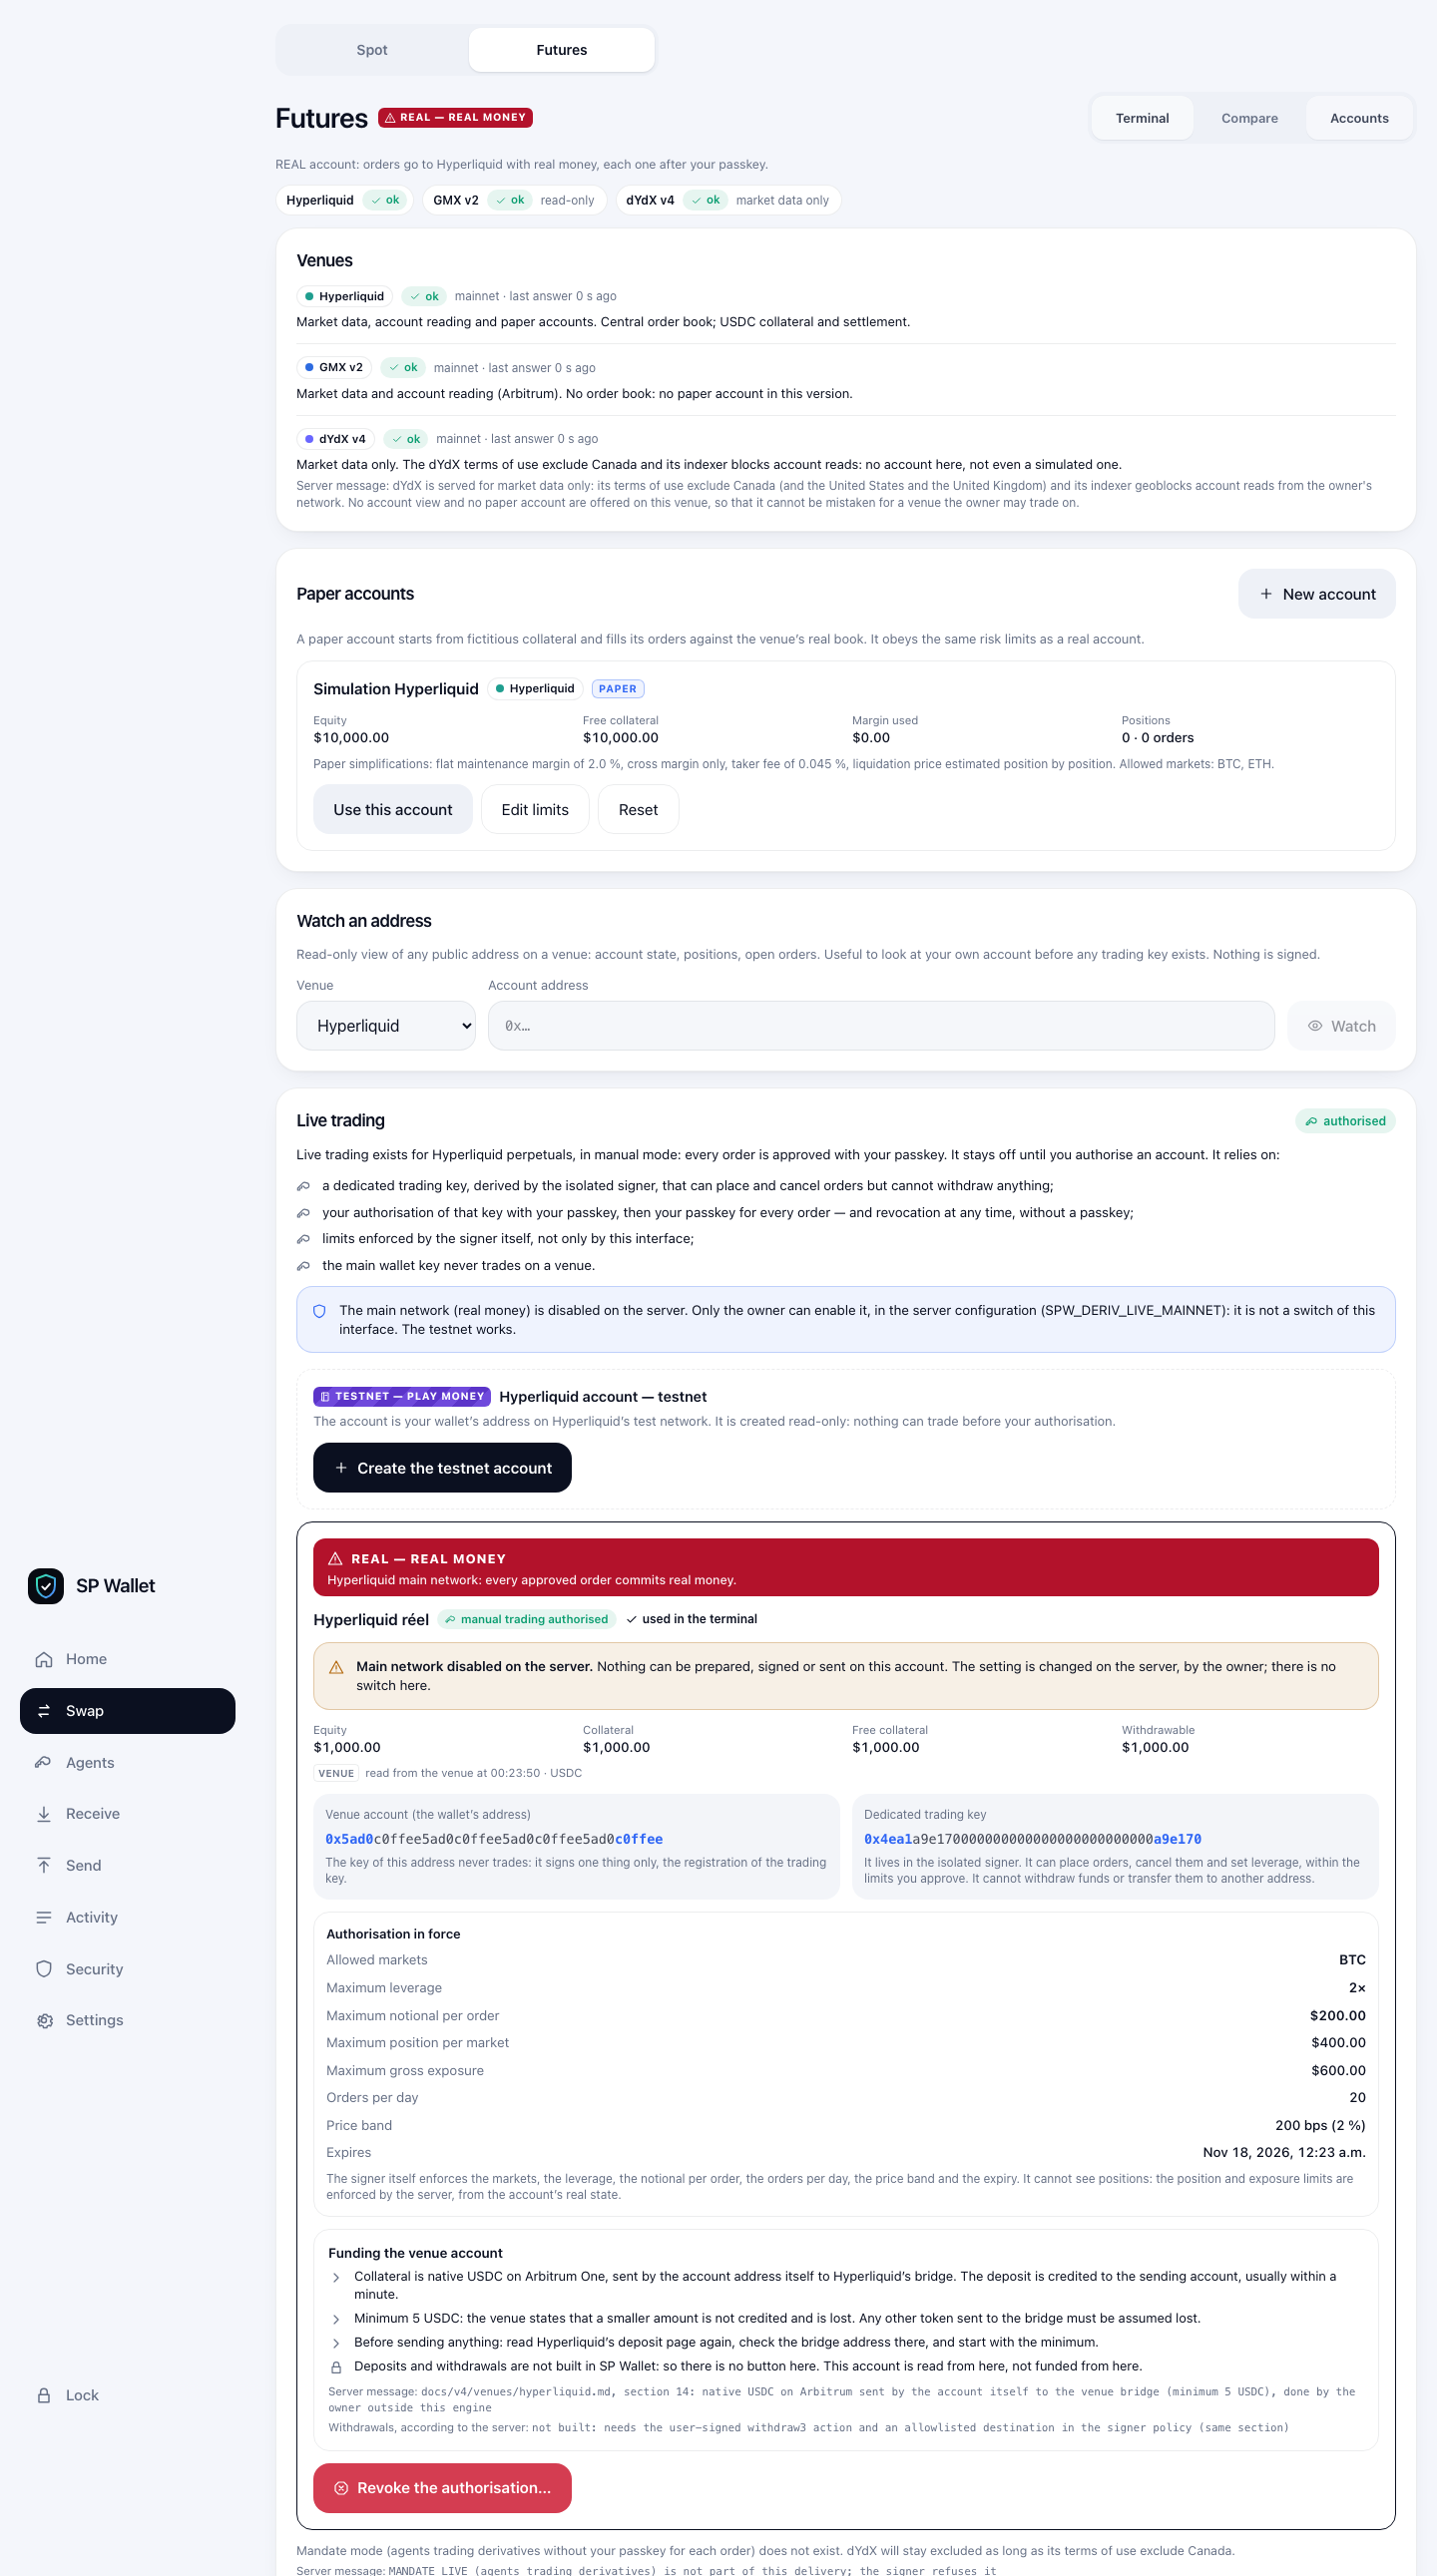 Spot
Futures
Futures
REAL — REAL MONEY
Terminal
Compare
Accounts
REAL account: orders go to Hyperliquid with real money, each one after your passkey.
Hyperliquid ok
GMX v2 ok read-only
dYdX v4 ok market data only
Venues
Hyperliquid ok mainnet · last answer 0 s ago
Market data, account reading and paper accounts. Central order book; USDC collateral and settlement.
GMX v2 ok mainnet · last answer 0 s ago
Market data and account reading (Arbitrum). No order book: no paper account in this version.
dYdX v4 ok mainnet · last answer 0 s ago
Market data only. The dYdX terms of use exclude Canada and its indexer blocks account reads: no account here, not even a simulated one.
Server message: dYdX is served for market data only: its terms of use exclude Canada (and the United States and the United Kingdom) and its indexer geoblocks account reads from the owner's
network. No account view and no paper account are offered on this venue, so that it cannot be mistaken for a venue the owner may trade on.
Paper accounts
New account
A paper account starts from fictitious collateral and fills its orders against the venue's real book. It obeys the same risk limits as a real account.
Simulation Hyperliquid Hyperliquid PAPER
Equity Free collateral Margin used Positions
$10,000.00 $10,000.00 $0.00 0 · 0 orders
Paper simplifications: flat maintenance margin of 2.0 %, cross margin only, taker fee of 0.045 %, liquidation price estimated position by position. Allowed markets: BTC, ETH.
Use this account
Edit limits
Reset
Watch an address
Read-only view of any public address on a venue: account state, positions, open orders. Useful to look at your own account before any trading key exists. Nothing is signed.
Venue Account address
Hyperliquid 0x… Watch
Live trading
authorised
Live trading exists for Hyperliquid perpetuals, in manual mode: every order is approved with your passkey. It stays off until you authorise an account. It relies on:
a dedicated trading key, derived by the isolated signer, that can place and cancel orders but cannot withdraw anything;
your authorisation of that key with your passkey, then your passkey for every order — and revocation at any time, without a passkey;
limits enforced by the signer itself, not only by this interface;
the main wallet key never trades on a venue.
The main network (real money) is disabled on the server. Only the owner can enable it, in the server configuration (SPW_DERIV_LIVE_MAINNET): it is not a switch of this
interface. The testnet works.
TESTNET — PLAY MONEY Hyperliquid account — testnet
The account is your wallet's address on Hyperliquid's test network. It is created read-only: nothing can trade before your authorisation.
Create the testnet account
REAL — REAL MONEY
Hyperliquid main network: every approved order commits real money.
Hyperliquid réel manual trading authorised used in the terminal
Main network disabled on the server. Nothing can be prepared, signed or sent on this account. The setting is changed on the server, by the owner; there is no
switch here.
Equity Collateral Free collateral Withdrawable
$1,000.00 $1,000.00 $1,000.00 $1,000.00
VENUE read from the venue at 00:23:50 · USDC
Venue account (the wallet's address)
0x5ad0c0ffee5ad0c0ffee5ad0c0ffee5ad0c0ffee
The key of this address never trades: it signs one thing only, the registration of the trading
key.
Dedicated trading key
It lives in the isolated signer. It can place orders, cancel them and set leverage, within the
limits you approve. It cannot withdraw funds or transfer them to another address.
Authorisation in force
Allowed markets BTC
Maximum leverage 2×
Maximum notional per order $200.00
Maximum position per market $400.00
Maximum gross exposure $600.00
Orders per day 20
Price band 200 bps (2 %)
Expires Nov 18, 2026, 12:23 a.m.
The signer itself enforces the markets, the leverage, the notional per order, the orders per day, the price band and the expiry. It cannot see positions: the position and exposure limits are
enforced by the server, from the account's real state.
Funding the venue account
Collateral is native USDC on Arbitrum One, sent by the account address itself to Hyperliquid's bridge. The deposit is credited to the sending account, usually within a
minute.
Minimum 5 USDC: the venue states that a smaller amount is not credited and is lost. Any other token sent to the bridge must be assumed lost.
Before sending anything: read Hyperliquid's deposit page again, check the bridge address there, and start with the minimum.
Deposits and withdrawals are not built in SP Wallet: so there is no button here. This account is read from here, not funded from here.
Server message: docs/v4/venues/hyperliquid.md, section 14: native USDC on Arbitrum sent by the account itself to the venue bridge (minimum 5 USDC), done by the
owner outside this engine
Withdrawals, according to the server: not built: needs the user-signed withdraw3 action and an allowlisted destination in the signer policy (same section)
Revoke the authorisation...
Mandate mode (agents trading derivatives without your passkey for each order) does not exist. dYdX will stay excluded as long as its terms of use exclude Canada.
Server message: MANDATE_LIVE (agents trading derivatives) is not part of this delivery; the signer refuses it
SP Wallet
Home
Swap
Agents
Receive
Send
Activity
Security
Settings
Lock